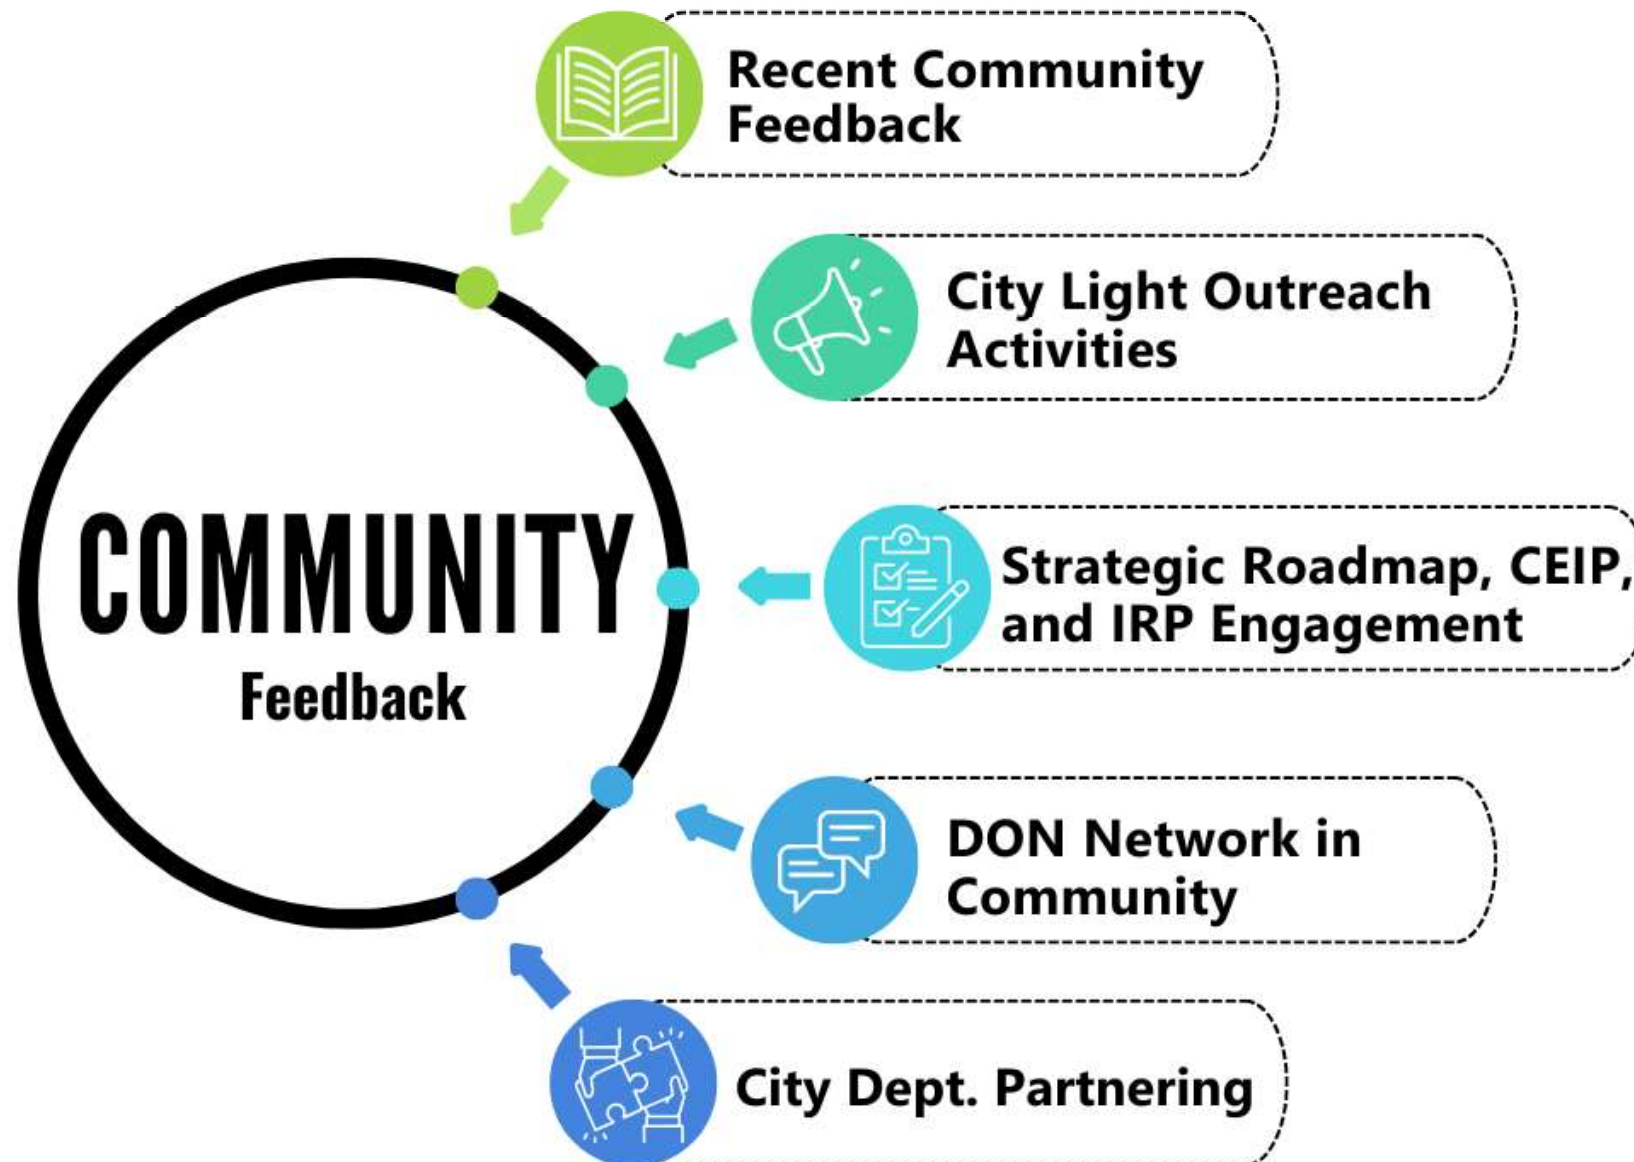 Recent Community
Feedback
City Light Outreach
Activities
COMMUNITY
Feedback
Strategic Roadmap, CEIP,
and IRP Engagement
DON Network in
Community
City Dept. Partnering